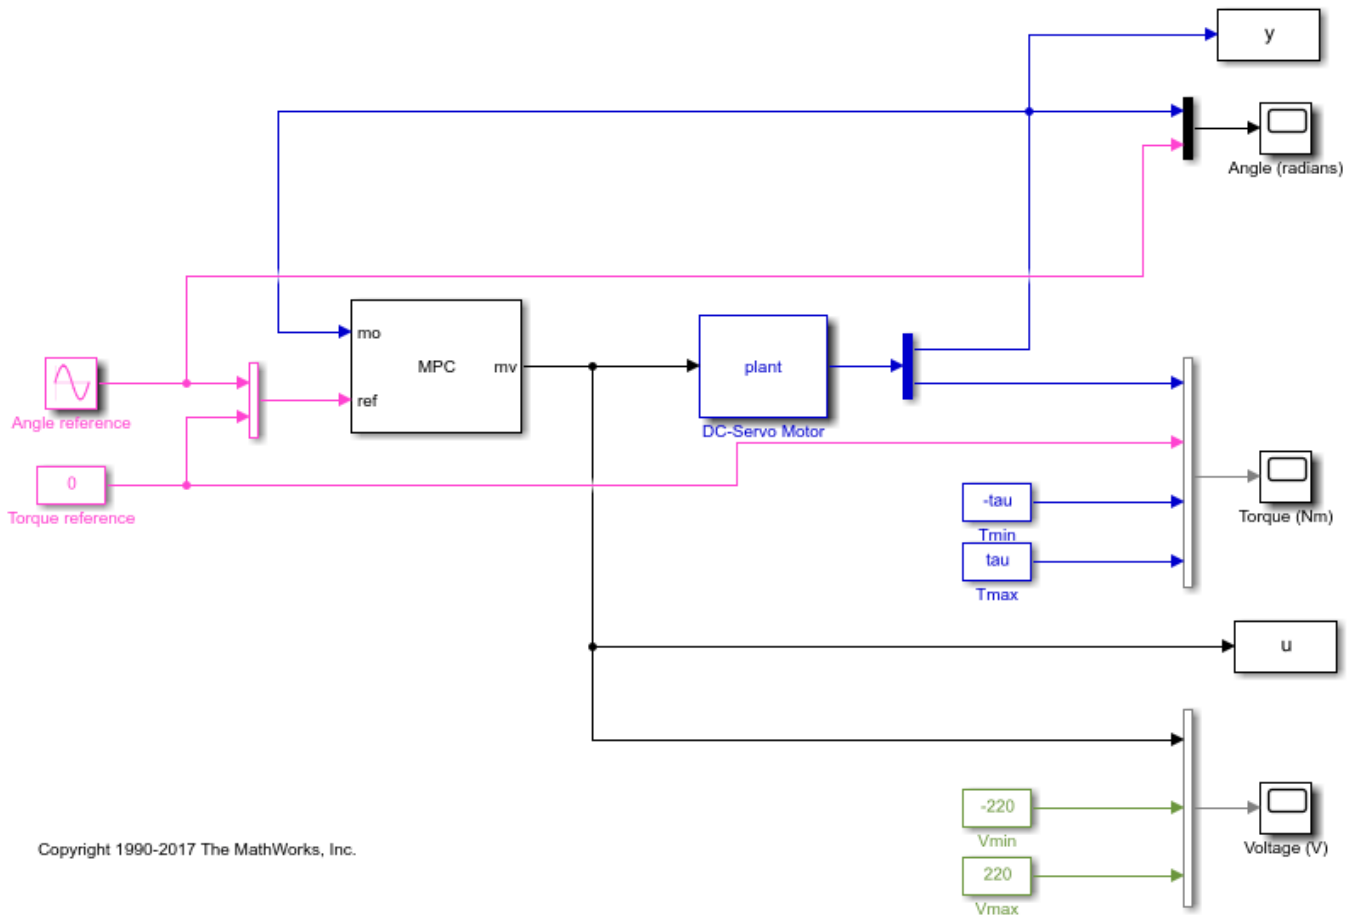 y
Angle (radians)
mo
MPC
mv
ref
plant
DC-Servo Motor
Angle reference
0
Torque reference
-tau
Tmin
tau
Tmax
Torque (Nm)
u
-220
Vmin
220
Vmax
Voltage (V)
Copyright 1990-2017 The MathWorks, Inc.